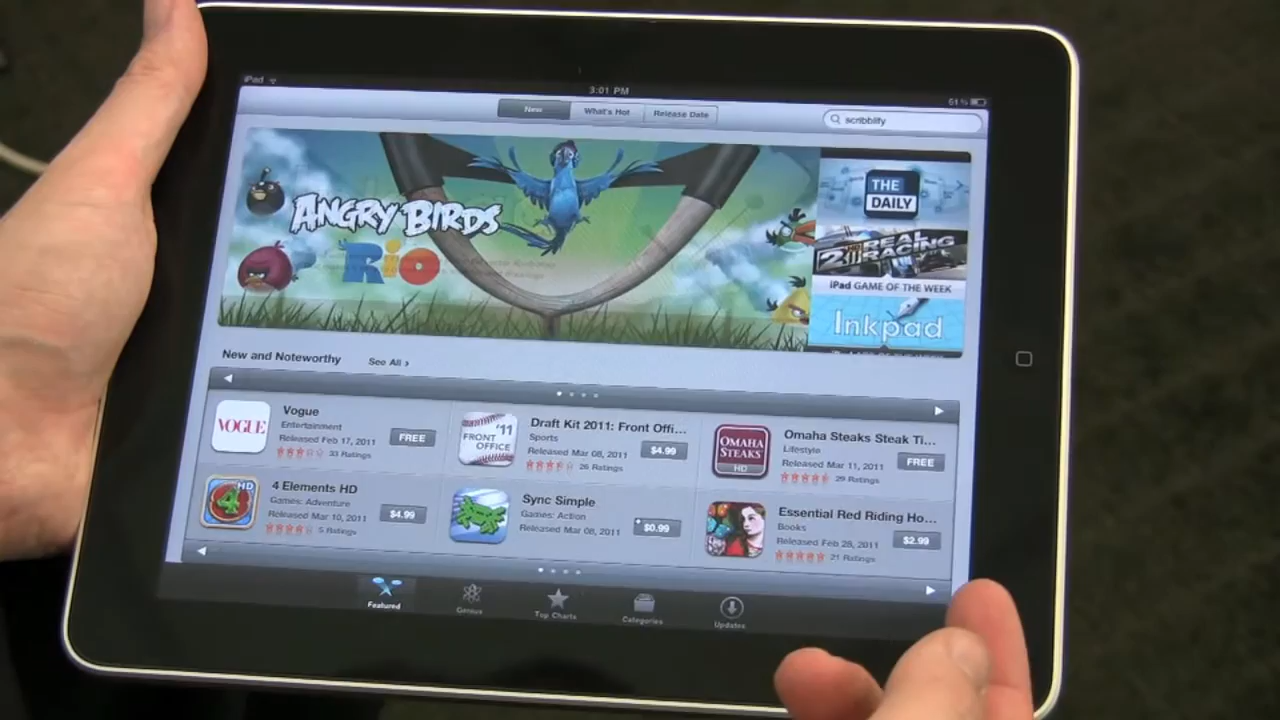 iPad
3:01 PM
61%
New
What's Hot
Release Date
scribblify
ANGRY BIRDS
Rio
THE
DAILY
REAL
RACING
2
iPad GAME OF THE WEEK
Inkpad
New and Noteworthy
See All ›
VOGUE
Vogue
Entertainment
Released Feb 17, 2011
33 Ratings
FREE
'11
FRONT
OFFICE
Draft Kit 2011: Front Offi...
Sports
Released Mar 08, 2011
26 Ratings
$4.99
OMAHA
STEAKS
HD
Omaha Steaks Steak Ti...
Lifestyle
Released Mar 11, 2011
29 Ratings
FREE
HD
4
4 Elements HD
Games: Adventure
Released Mar 10, 2011
5 Ratings
$4.99
Sync Simple
Games: Action
Released Mar 08, 2011
$0.99
Essential Red Riding Ho...
Books
Released Feb 28, 2011
21 Ratings
$2.99
Featured
Genius
Top Charts
Categories
Updates